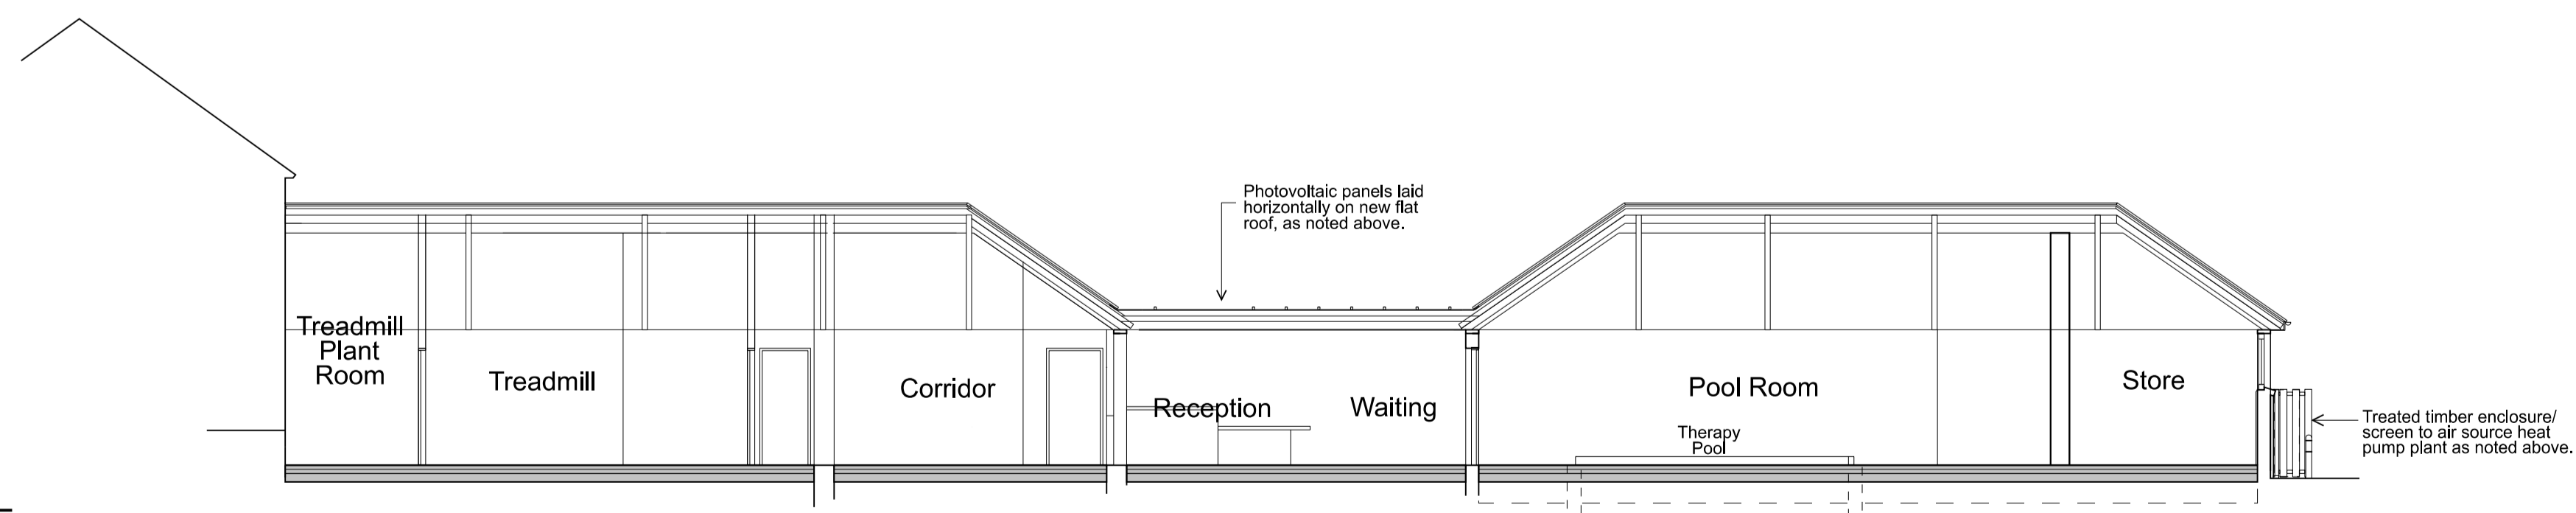 Photovoltaic panels laid
horizontally on new flat
roof, as noted above.
Treadmill
Plant
Room
Treadmill
Corridor
Reception
Waiting
Pool Room
Therapy
Pool
Store
Treated timber enclosure/
screen to air source heat
pump plant as noted above.